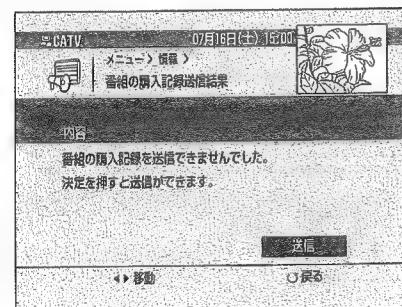 CATV 07月16日(土) 15:00
メニュー 〉 情報 〉
番組の購入記録送信結果
内容
番組の購入記録を送信できませんでした。
決定を押すと送信ができます。
送信
移動 戻る